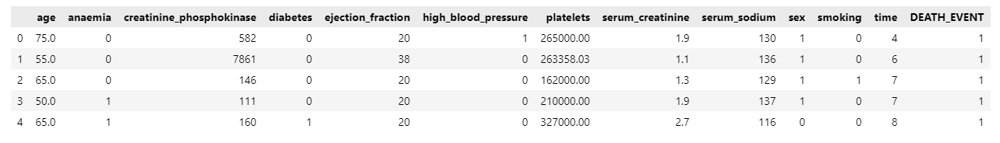 age anaemia creatinine_phosphokinase diabetes ejection_fraction high_blood_pressure platelets serum_creatinine serum_sodium sex smoking time DEATH_EVENT
0 75.0 0 582 0 20 1 265000.00 1.9 130 1 0 4 1
1 55.0 0 7861 0 38 0 263358.03 1.1 136 1 0 6 1
2 65.0 0 146 0 20 0 162000.00 1.3 129 1 1 7 1
3 50.0 1 111 0 20 0 210000.00 1.9 137 1 0 7 1
4 65.0 1 160 1 20 0 327000.00 2.7 116 0 0 8 1